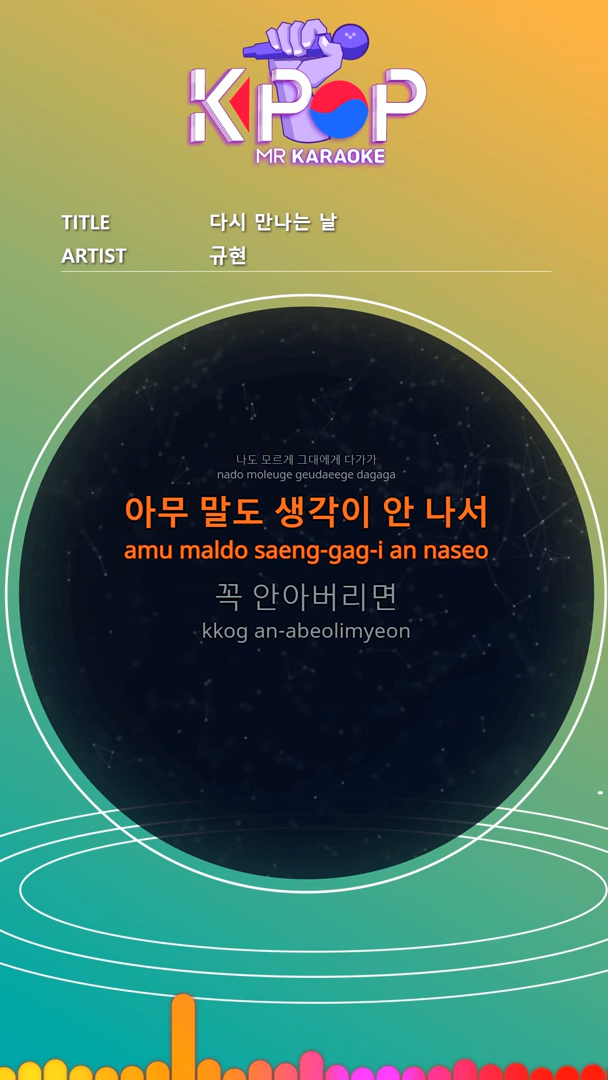 KPOP
MR KARAOKE
TITLE 다시 만나는 날
ARTIST 규현
나도 모르게 그대에게 다가가
nado moleuge geudaeege dagaga
아무 말도 생각이 안 나서
amu maldo saeng-gag-i an naseo
꼭 안아버리면
kkog an-abeolimyeon